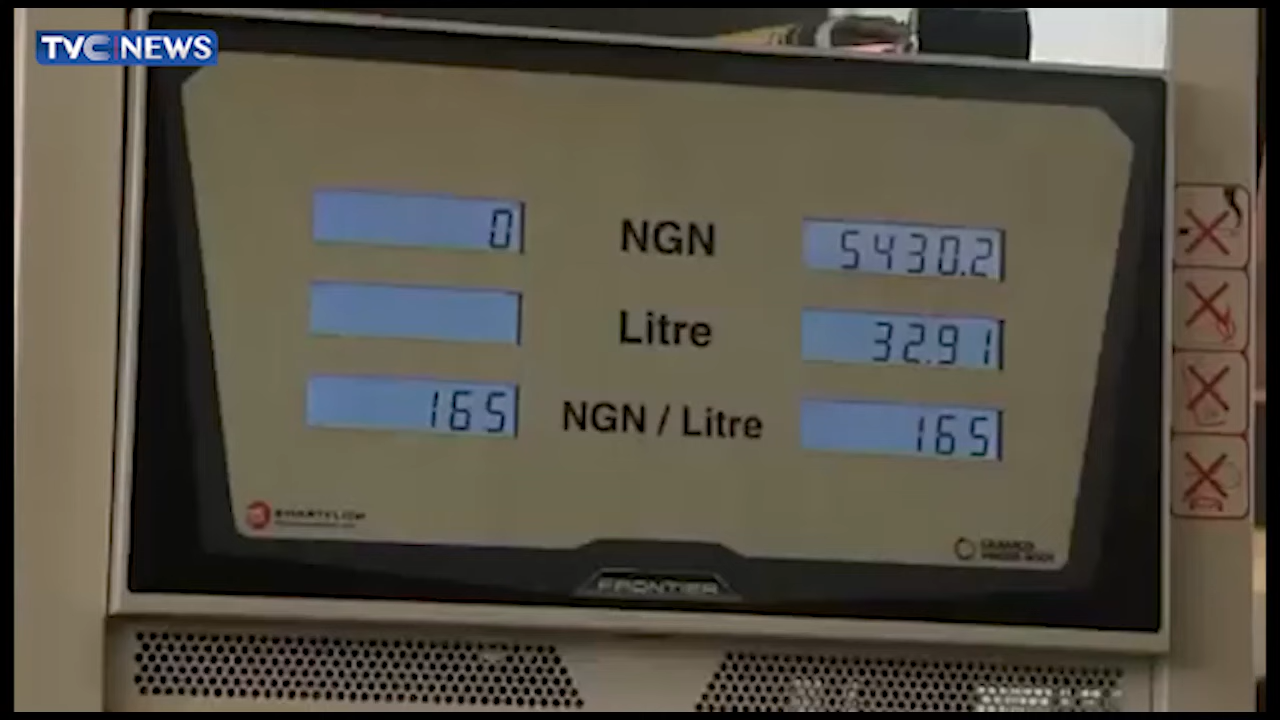 TVC NEWS
0 NGN 5430.2
Litre 32.91
165 NGN / Litre 165
FRONTIER